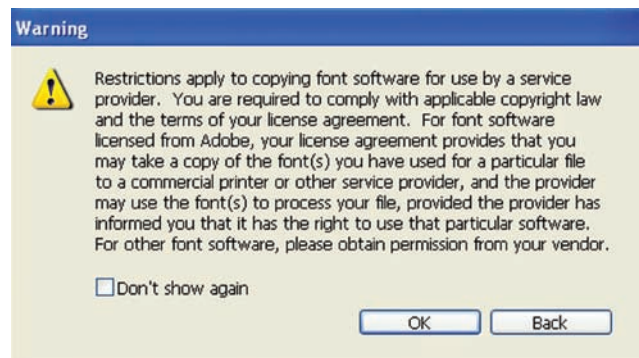 Warning
Restrictions apply to copying font software for use by a service
provider. You are required to comply with applicable copyright law
and the terms of your license agreement. For font software
licensed from Adobe, your license agreement provides that you
may take a copy of the font(s) you have used for a particular file
to a commercial printer or other service provider, and the provider
may use the font(s) to process your file, provided the provider has
informed you that it has the right to use that particular software.
For other font software, please obtain permission from your vendor.
Don't show again
OK Back